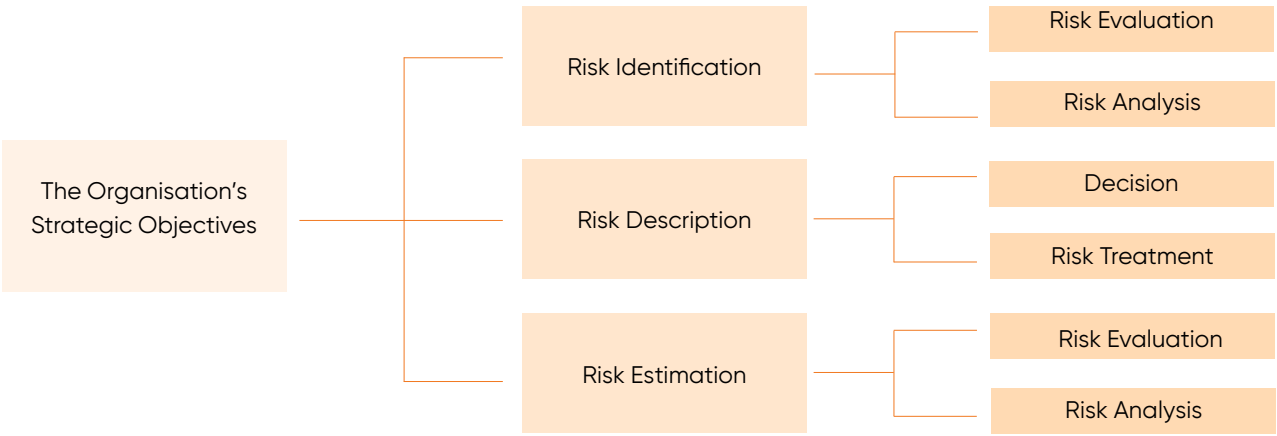 The Organisation’s
Strategic Objectives
Risk Identification
Risk Evaluation
Risk Analysis
Risk Description
Decision
Risk Treatment
Risk Estimation
Risk Evaluation
Risk Analysis